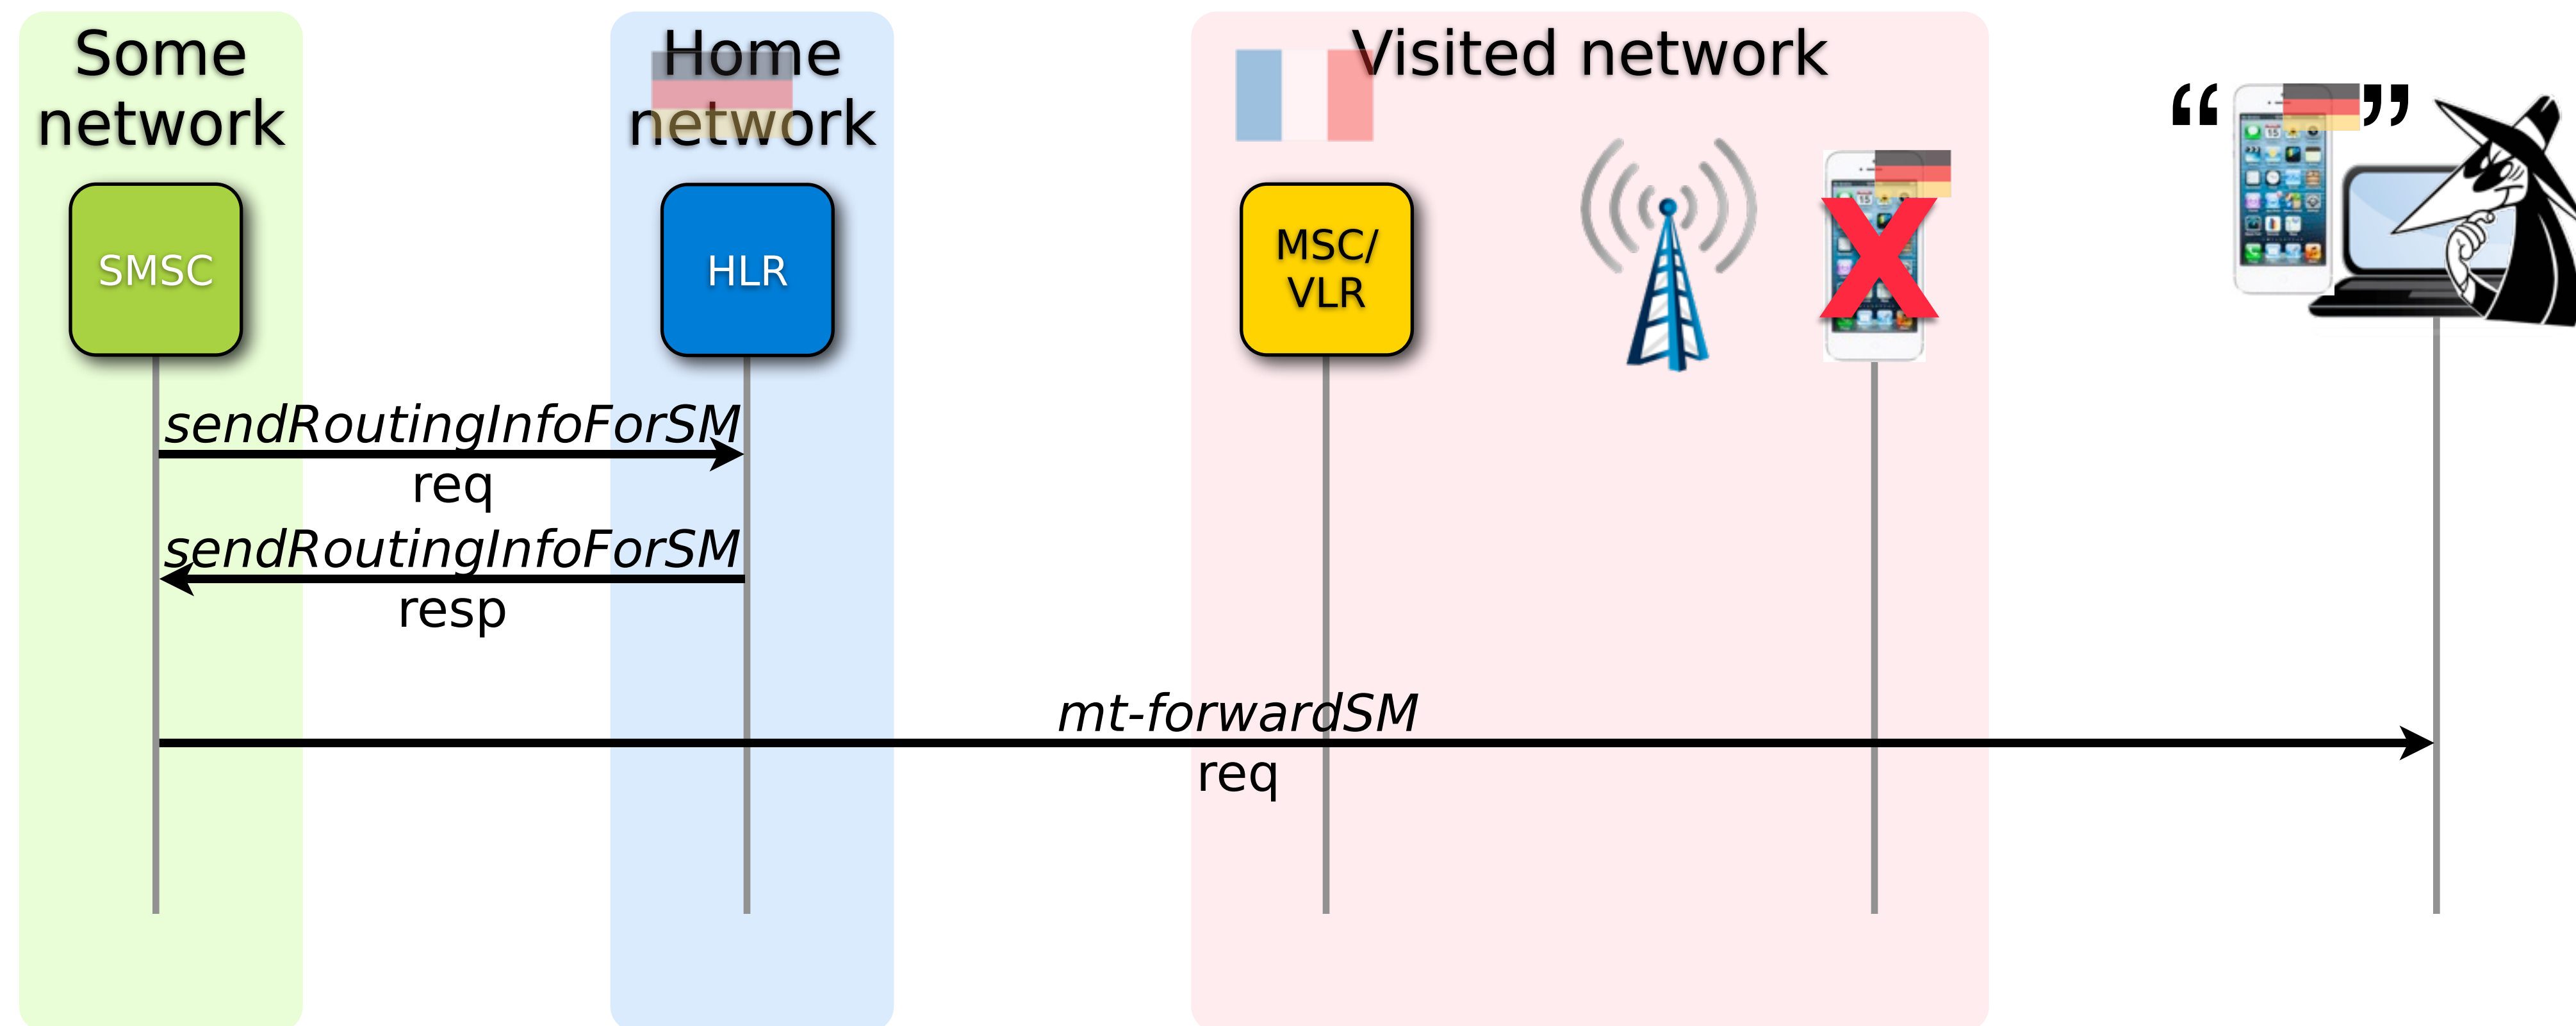 Some
network
Home
network
Visited network
“ ”
SMSC
HLR
MSC/
VLR
X
sendRoutingInfoForSM
req
sendRoutingInfoForSM
resp
mt-forwardSM
req